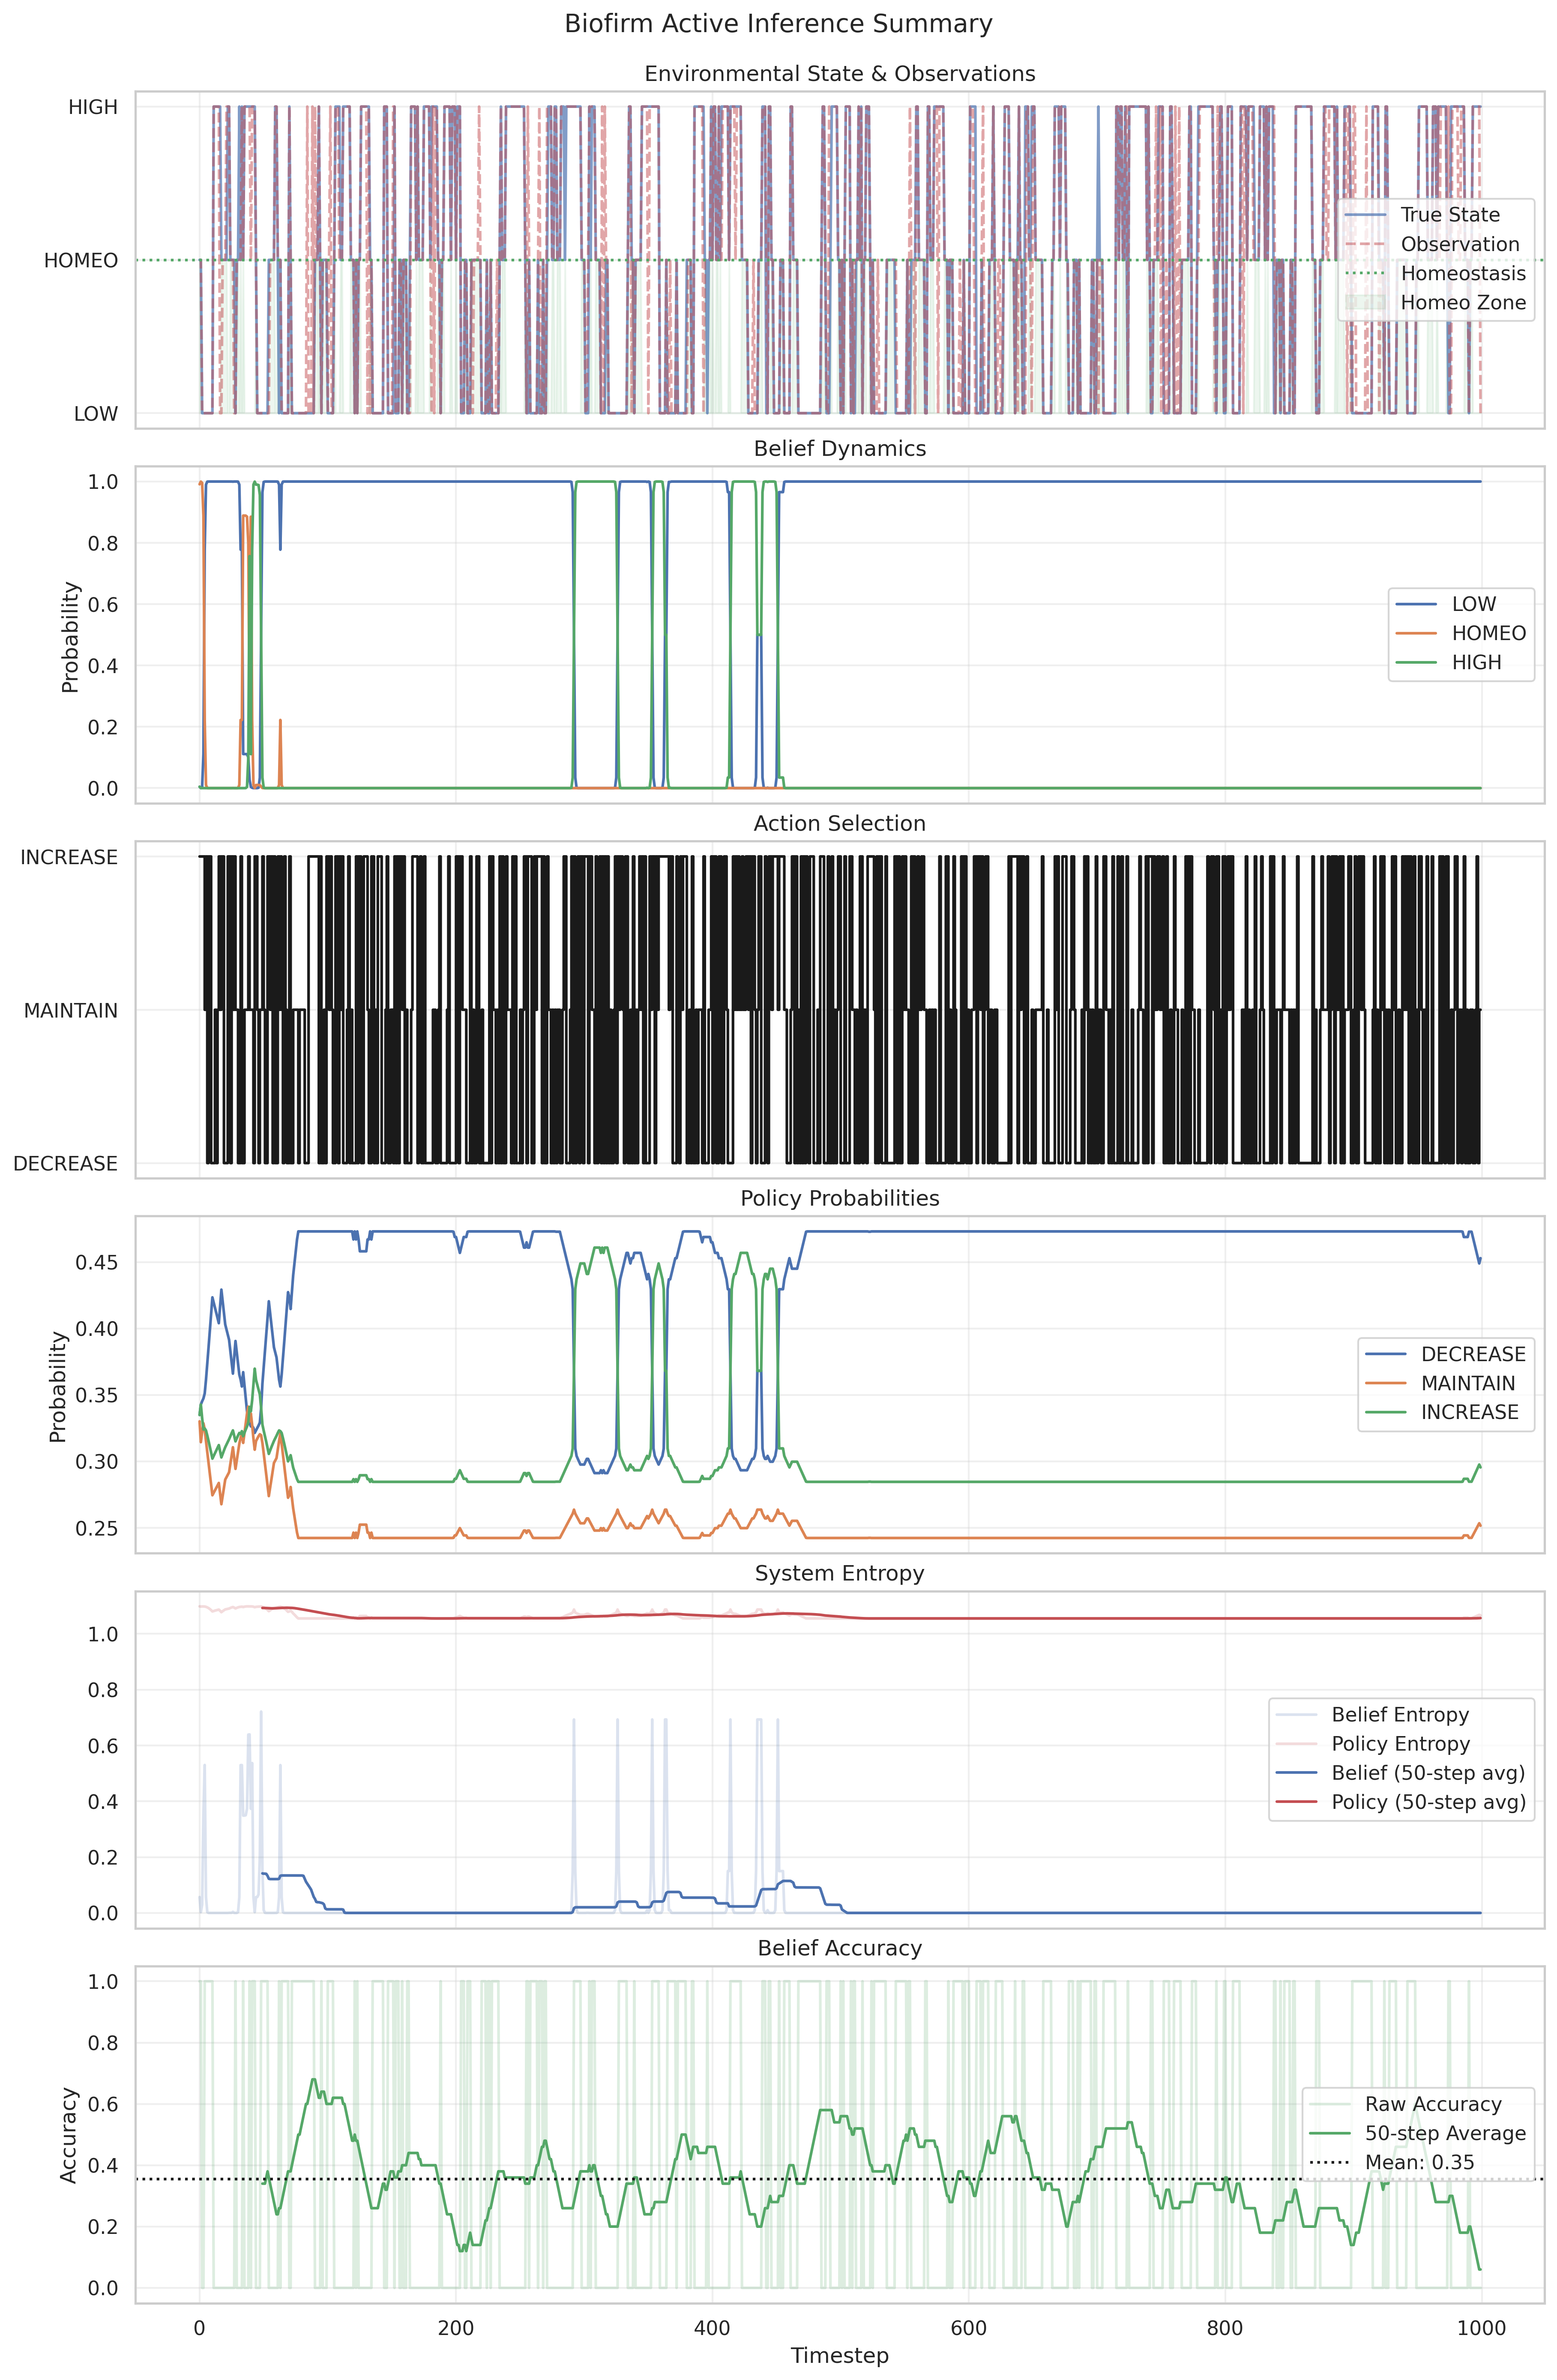 Biofirm Active Inference Summary
Environmental State & Observations
HIGH
HOMEO
LOW
True State
Observation
Homeostasis
Homeo Zone
Belief Dynamics
Probability
1.0
0.8
0.6
0.4
0.2
0.0
LOW
HOMEO
HIGH
Action Selection
INCREASE
MAINTAIN
DECREASE
Policy Probabilities
Probability
0.45
0.40
0.35
0.30
0.25
DECREASE
MAINTAIN
INCREASE
System Entropy
1.0
0.8
0.6
0.4
0.2
0.0
Belief Entropy
Policy Entropy
Belief (50-step avg)
Policy (50-step avg)
Belief Accuracy
Accuracy
1.0
0.8
0.6
0.4
0.2
0.0
Raw Accuracy
50-step Average
Mean: 0.35
0 200 400 600 800 1000
Timestep